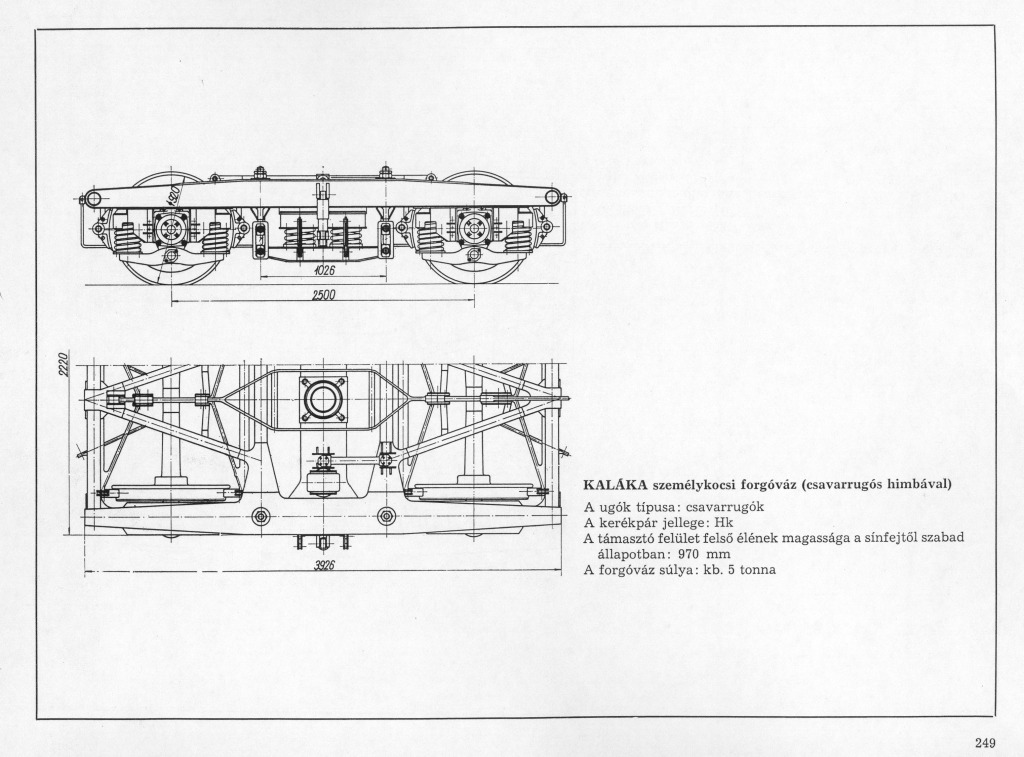 1320
1026
2500
2220
3926
KALÁKA személykocsi forgóváz (csavarrugós himbával)
A ugók típusa: csavarrugók
A kerékpár jellege: Hk
A támasztó felület felső élének magassága a sínfejtől szabad
állapotban: 970 mm
A forgóváz súlya: kb. 5 tonna
249